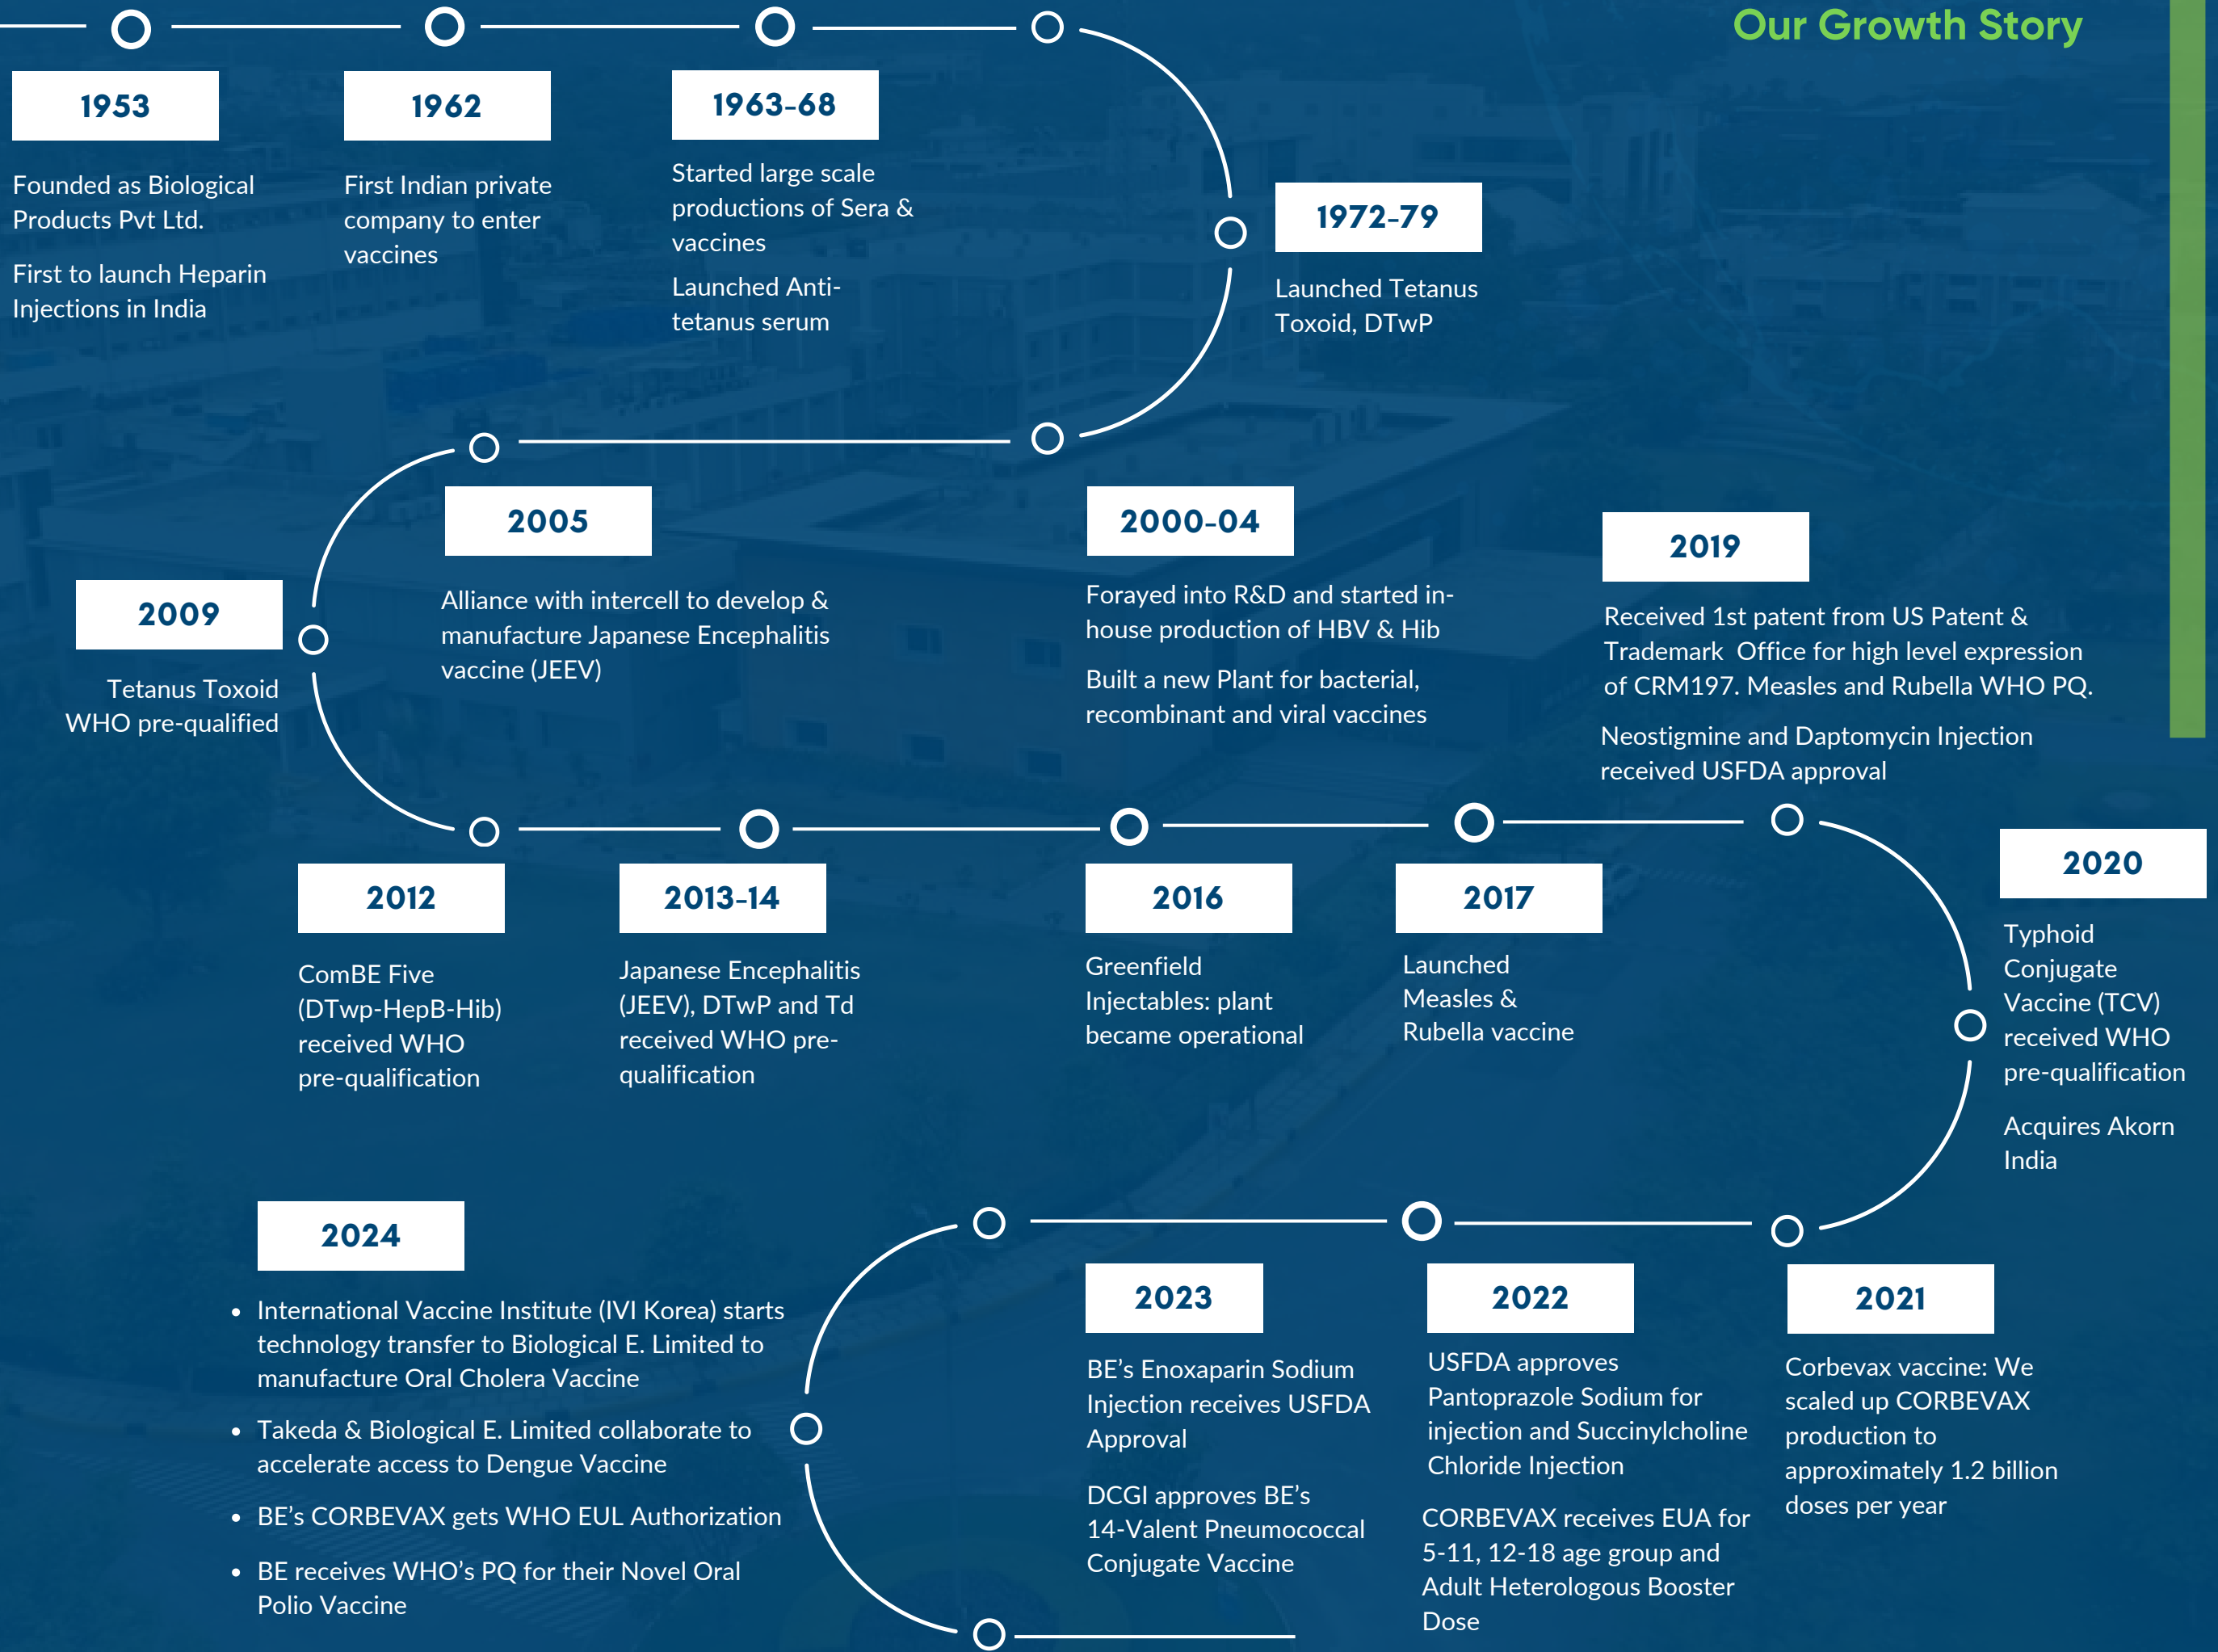 Our Growth Story
1953
Founded as Biological
Products Pvt Ltd.
First to launch Heparin
Injections in India
1962
First Indian private
company to enter
vaccines
1963-68
Started large scale
productions of Sera &
vaccines
Launched Anti-
tetanus serum
1972-79
Launched Tetanus
Toxoid, DTwP
2000-04
Forayed into R&D and started in-
house production of HBV & Hib
Built a new Plant for bacterial,
recombinant and viral vaccines
2005
Alliance with intercell to develop &
manufacture Japanese Encephalitis
vaccine (JEEV)
2009
Tetanus Toxoid
WHO pre-qualified
2012
ComBE Five
(DTwp-HepB-Hib)
received WHO
pre-qualification
2013-14
Japanese Encephalitis
(JEEV), DTwP and Td
received WHO pre-
qualification
2016
Greenfield
Injectables: plant
became operational
2017
Launched
Measles &
Rubella vaccine
2019
Received 1st patent from US Patent &
Trademark  Office for high level expression
of CRM197. Measles and Rubella WHO PQ.
Neostigmine and Daptomycin Injection
received USFDA approval
2020
Typhoid
Conjugate
Vaccine (TCV)
received WHO
pre-qualification
Acquires Akorn
India
2021
Corbevax vaccine: We
scaled up CORBEVAX
production to
approximately 1.2 billion
doses per year
2022
USFDA approves
Pantoprazole Sodium for
injection and Succinylcholine
Chloride Injection
CORBEVAX receives EUA for
5-11, 12-18 age group and
Adult Heterologous Booster
Dose
2023
BE’s Enoxaparin Sodium
Injection receives USFDA
Approval
DCGI approves BE’s
14-Valent Pneumococcal
Conjugate Vaccine
2024
• International Vaccine Institute (IVI Korea) starts
technology transfer to Biological E. Limited to
manufacture Oral Cholera Vaccine
• Takeda & Biological E. Limited collaborate to
accelerate access to Dengue Vaccine
• BE’s CORBEVAX gets WHO EUL Authorization
• BE receives WHO’s PQ for their Novel Oral
Polio Vaccine